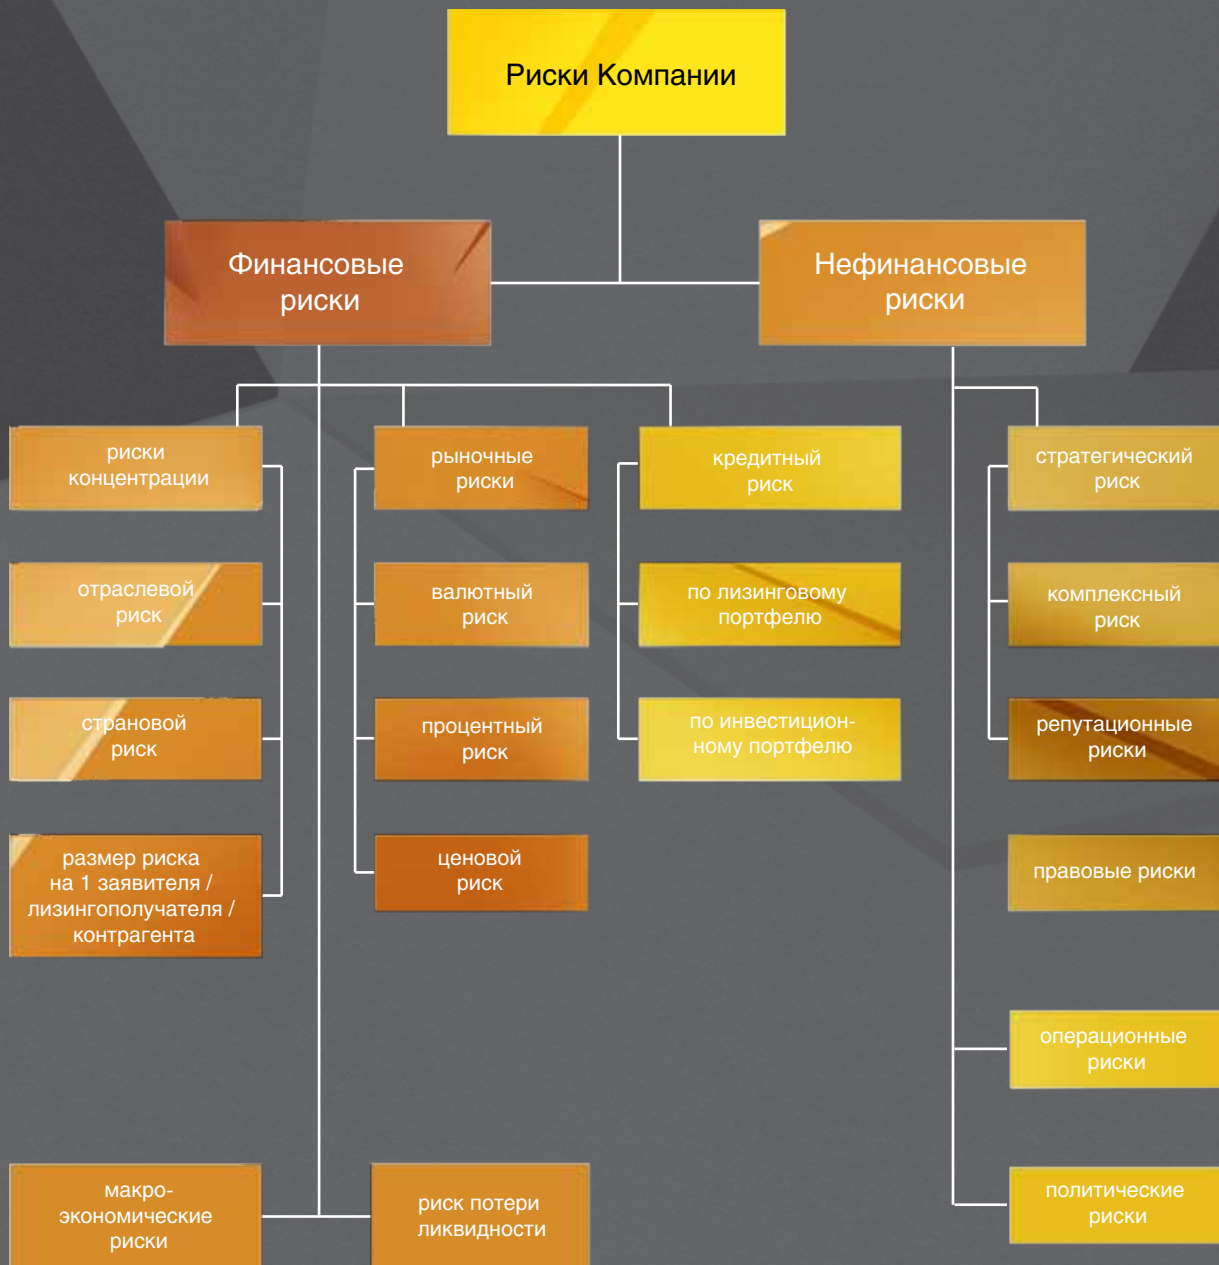 Риски Компании
Финансовые
риски
Нефинансовые
риски
риски
концентрации
рыночные
риски
кредитный
риск
стратегический
риск
отраслевой
риск
валютный
риск
по лизинговому
портфелю
комплексный
риск
страновой
риск
процентный
риск
по инвестицион-
ному портфелю
репутационные
риски
размер риска
на 1 заявителя /
лизингополучателя /
контрагента
ценовой
риск
правовые риски
операционные
риски
макро-
экономические
риски
риск потери
ликвидности
политические
риски